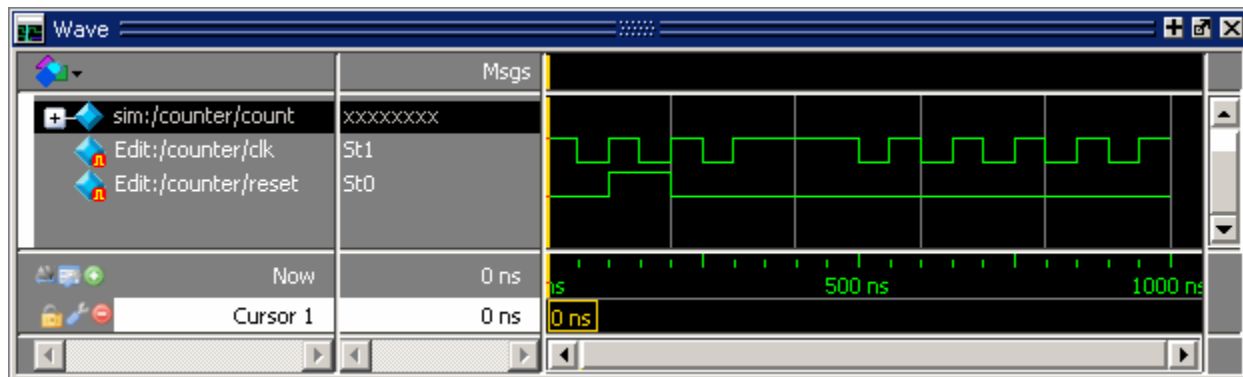 Wave
Msgs
sim:/counter/count xxxxxxxx
Edit:/counter/clk St1
Edit:/counter/reset St0
Now 0 ns ns 500 ns 1000 ns
Cursor 1 0 ns 0 ns